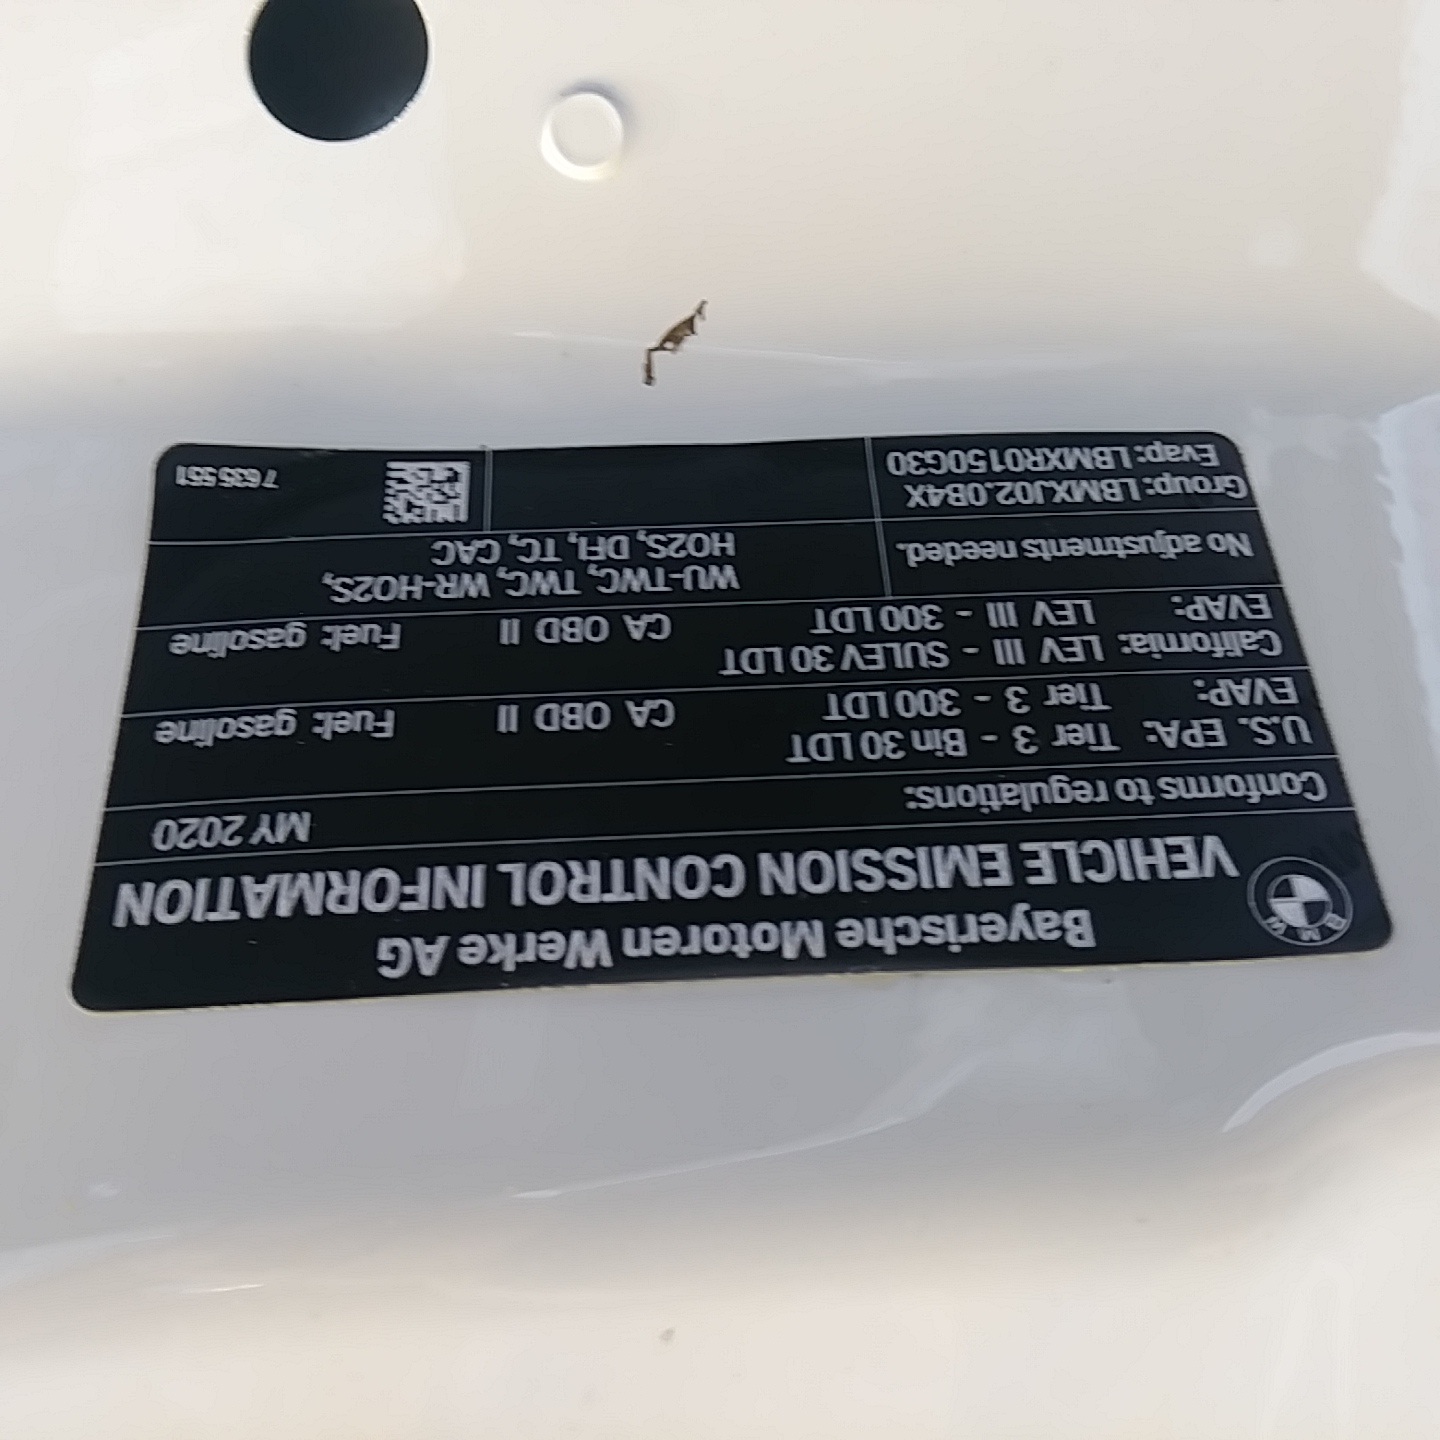 BMW
Bayerische Motoren Werke AG
VEHICLE EMISSION CONTROL INFORMATION
Conforms to regulations: MY 2020
U.S. EPA: Tier 3 - Bin 30 LDT CA OBD II Fuel: gasoline
EVAP: Tier 3 - 300 LDT
California: LEV III - SULEV 30 LDT CA OBD II Fuel: gasoline
EVAP: LEV III - 300 LDT
No adjustments needed. WU-TWC, TWC, WR-HO2S,
HO2S, DFI, TC, CAC
Group: LBMXJ02.0B4X
Evap: LBMXR0150G30
7 635 551